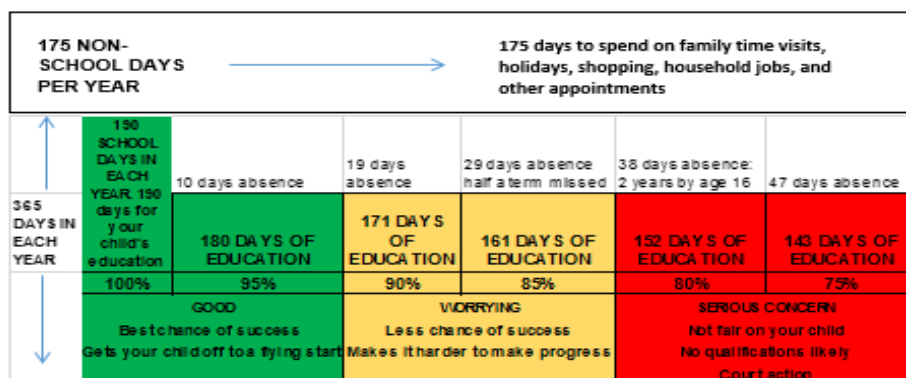 175 NON-
SCHOOL DAYS
PER YEAR
175 days to spend on family time visits,
holidays, shopping, household jobs, and
other appointments
365
DAYS IN
EACH
YEAR
190
SCHOOL
DAYS IN
EACH
YEAR. 190
days for
your
child's
education
10 days absence
19 days
absence
29 days absence
half a term missed
38 days absence:
2 years by age 16
47 days absence
180 DAYS OF
EDUCATION
171 DAYS
OF
EDUCATION
161 DAYS OF
EDUCATION
152 DAYS OF
EDUCATION
143 DAYS OF
EDUCATION
100%
95%
90%
85%
80%
75%
GOOD
Best chance of success
Gets your child off to a flying start
WORRYING
Less chance of success
Makes it harder to make progress
SERIOUS CONCERN
Not fair on your child
No qualifications likely
Court action